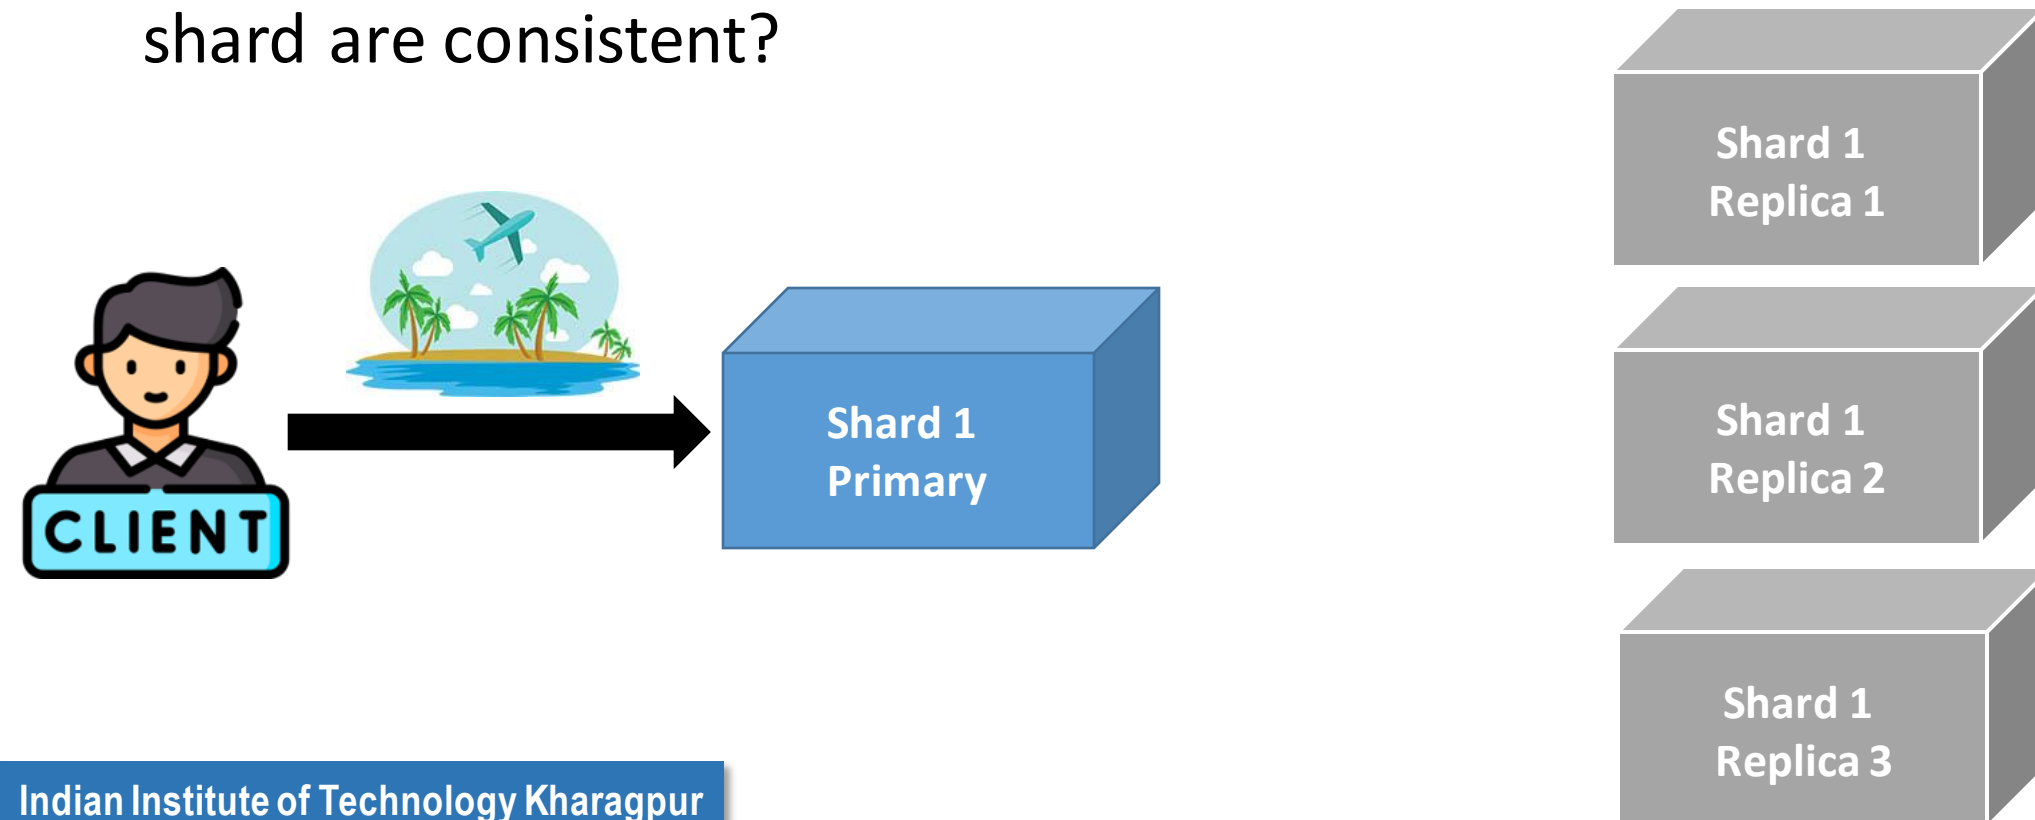 shard are consistent?
CLIENT
Shard 1
Primary
Shard 1
Replica 1
Shard 1
Replica 2
Shard 1
Replica 3
Indian Institute of Technology Kharagpur